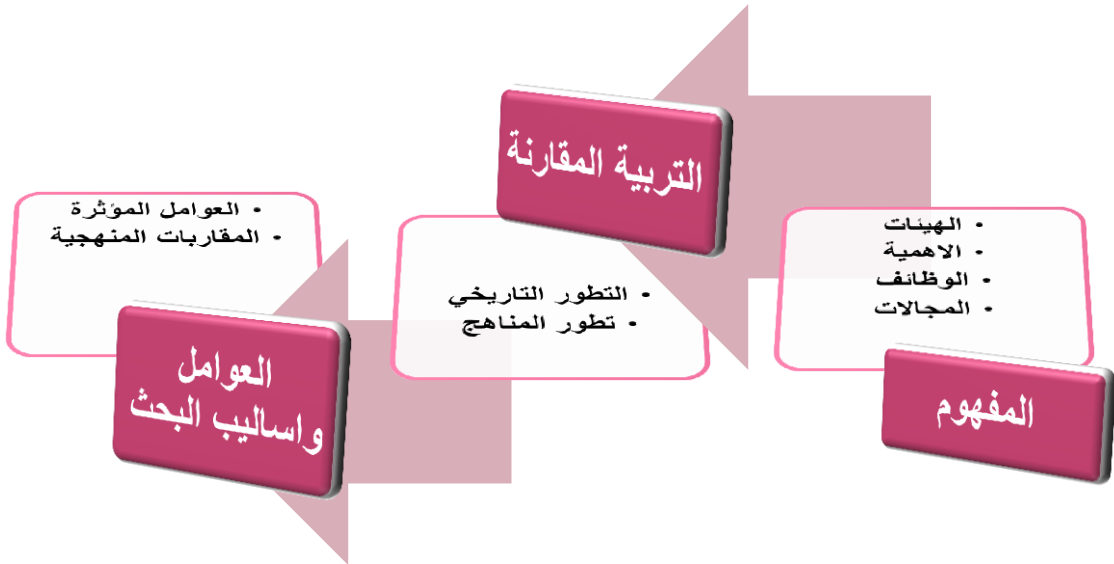 • الهيئات
• الاهمية
• الوظائف
• المجالات
المفهوم
التربية المقارنة
• التطور التاريخي
• تطور المناهج
• العوامل المؤثرة
• المقاربات المنهجية
العوامل
واساليب البحث